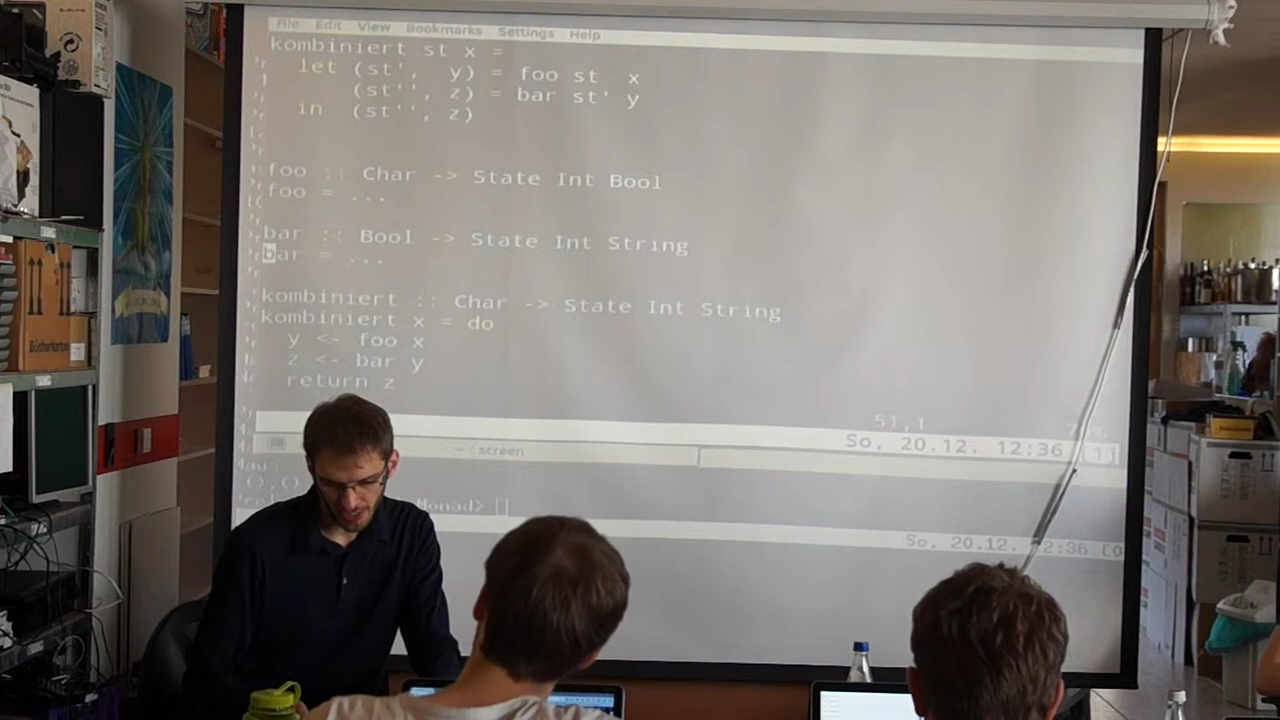 File Edit View Bookmarks Settings Help
kombiniert st x =
let (st', y) = foo st x
(st'', z) = bar st' y
in (st'', z)
foo :: Char -> State Int Bool
foo = ...
bar :: Bool -> State Int String
bar = ...
kombiniert :: Char -> State Int String
kombiniert x = do
y <- foo x
z <- bar y
return z
51,1
So, 20.12. 12:36 [1]
~ : screen
Monad>
So, 20.12. 12:36 [0
Bücherkarton